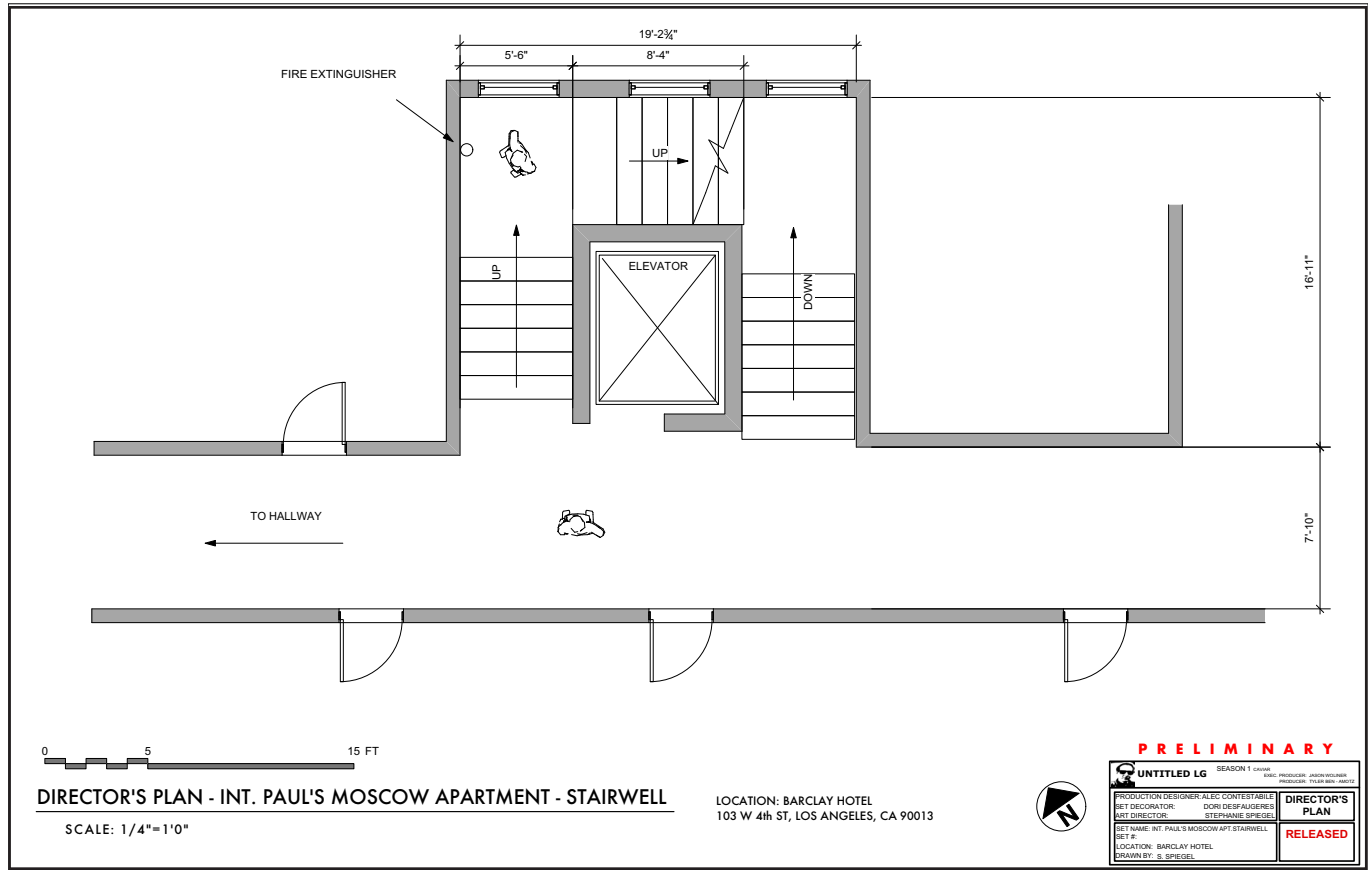 19'-2¾"
5'-6"
8'-4"
FIRE EXTINGUISHER
UP
UP
ELEVATOR
DOWN
16'-11"
TO HALLWAY
7'-10"
0 5 15 FT
DIRECTOR'S PLAN - INT. PAUL'S MOSCOW APARTMENT - STAIRWELL
SCALE: 1/4"=1'0"
LOCATION: BARCLAY HOTEL
103 W 4th ST, LOS ANGELES, CA 90013
N
PRELIMINARY
UNTITLED LG SEASON 1 CAVIAR
EXEC. PRODUCER: JASON WOLINER
PRODUCER: TYLER BEN - AMOTZ
PRODUCTION DESIGNER: ALEC CONTESTABILE
SET DECORATOR: DORI DESFAUGERES
ART DIRECTOR: STEPHANIE SPIEGEL
DIRECTOR'S
PLAN
SET NAME: INT. PAUL'S MOSCOW APT.STAIRWELL
SET #:
LOCATION: BARCLAY HOTEL
DRAWN BY: S. SPIEGEL
RELEASED